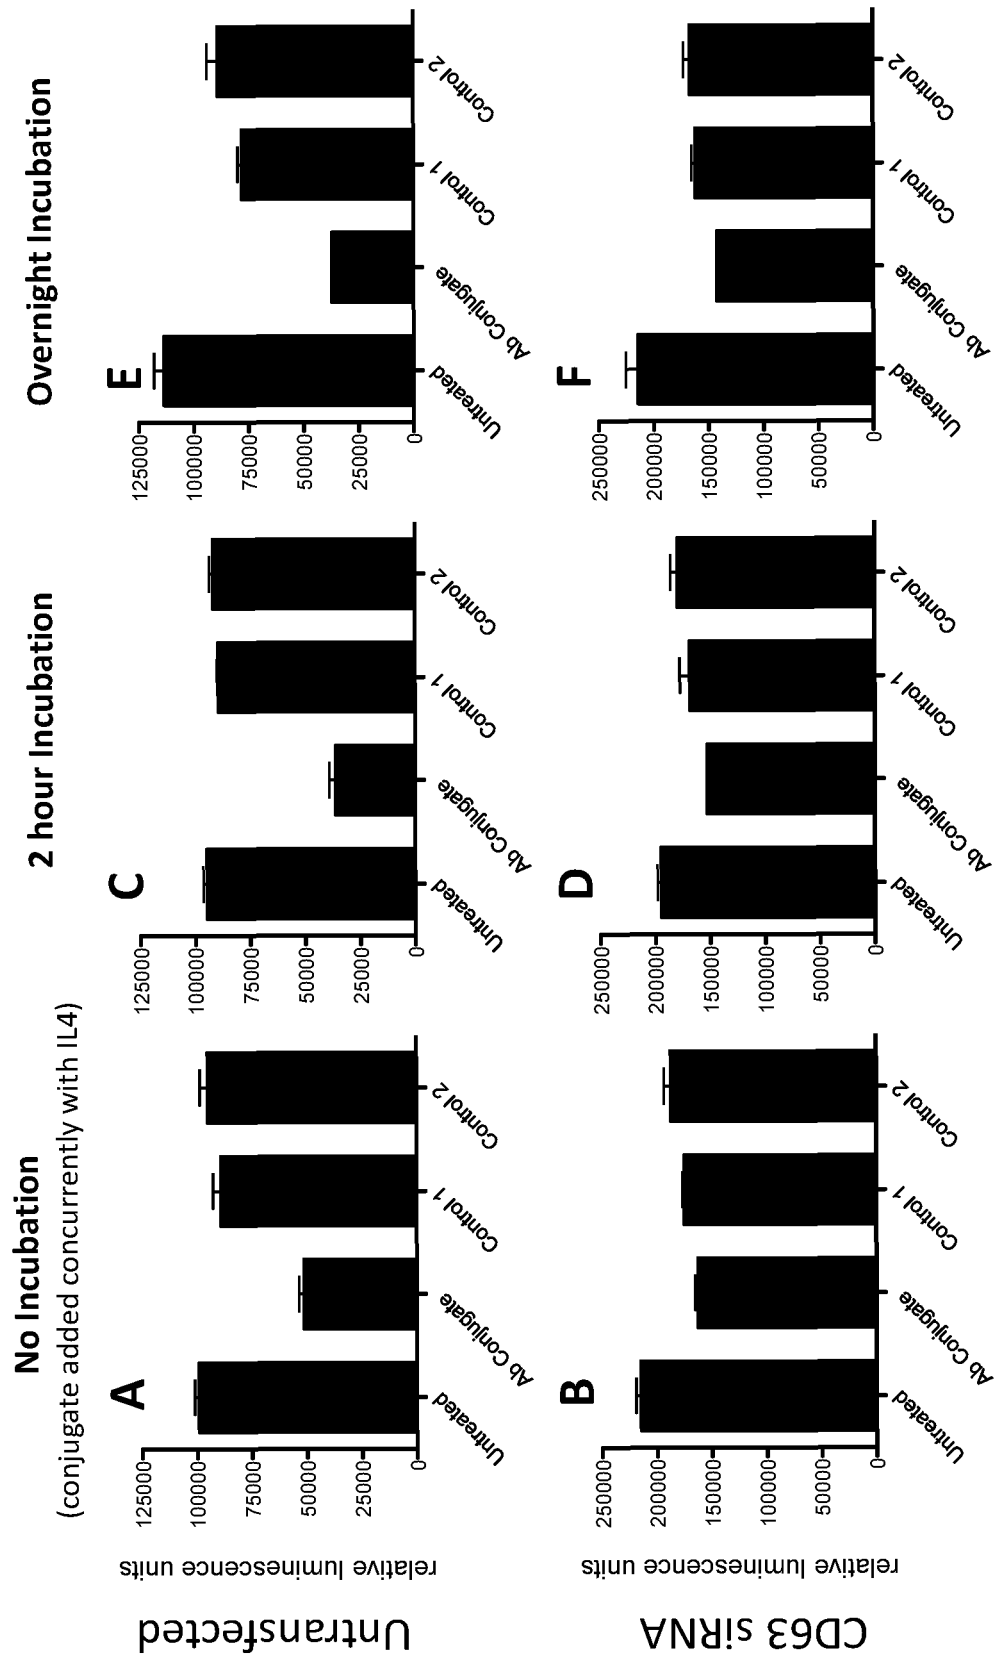 No Incubation
(conjugate added concurrently with IL4)
2 hour Incubation
Overnight Incubation
Untransfected
relative luminescence units
A
125000
100000
75000
50000
25000
0
Untreated
Ab Conjugate
Control 1
Control 2
C
125000
100000
75000
50000
25000
0
Untreated
Ab Conjugate
Control 1
Control 2
E
125000
100000
75000
50000
25000
0
Untreated
Ab Conjugate
Control 1
Control 2
CD63 siRNA
relative luminescence units
B
250000
200000
150000
100000
50000
0
Untreated
Ab Conjugate
Control 1
Control 2
D
250000
200000
150000
100000
50000
0
Untreated
Ab Conjugate
Control 1
Control 2
F
250000
200000
150000
100000
50000
0
Untreated
Ab Conjugate
Control 1
Control 2